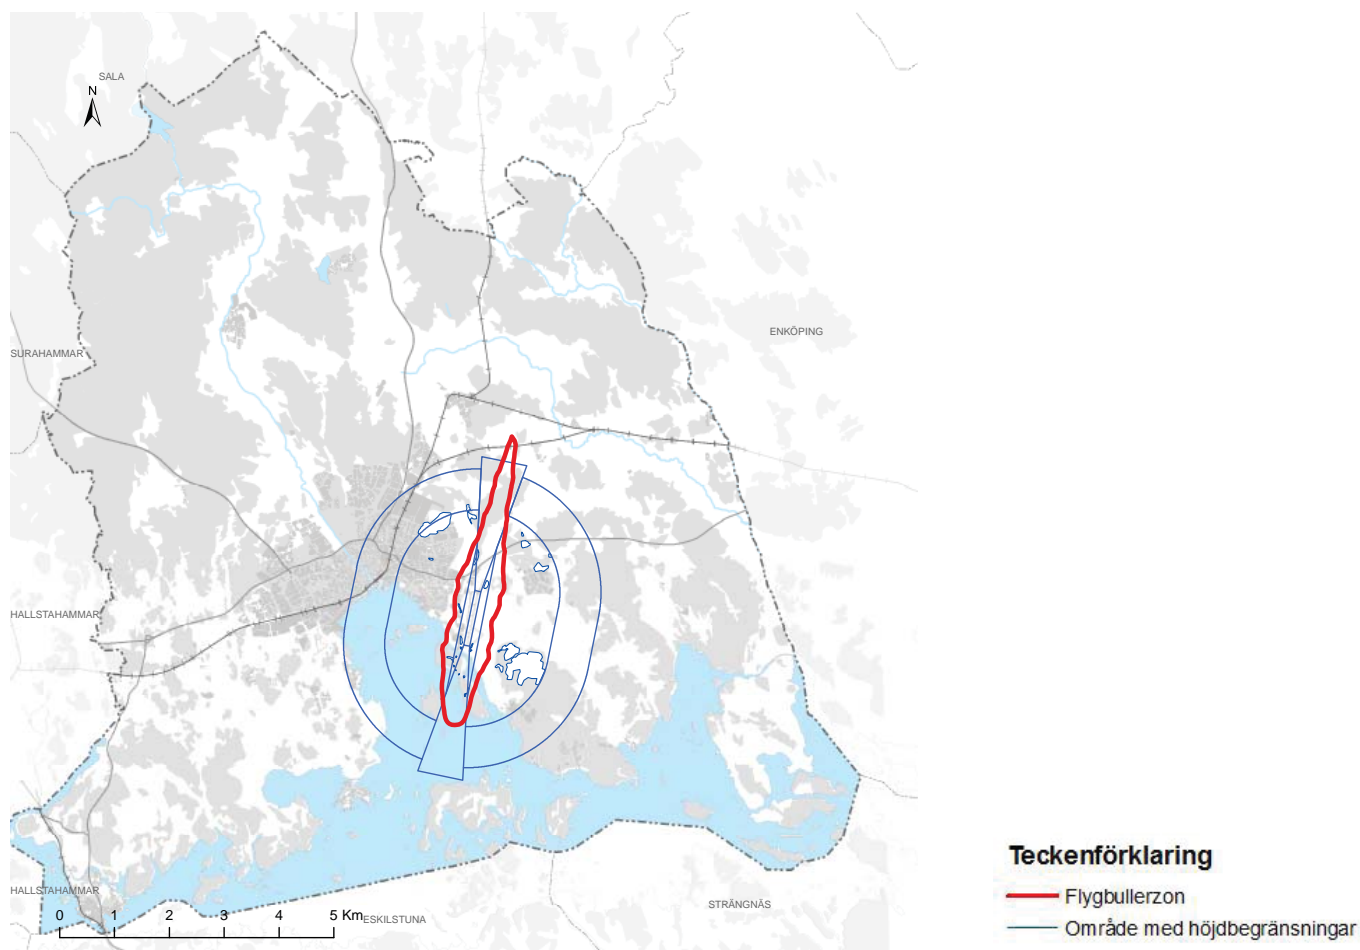 SALA
N
ENKÖPING
SURAHAMMAR
HALLSTAHAMMAR
HALLSTAHAMMAR
STRÄNGNÄS
ESKILSTUNA
0 1 2 3 4 5 Km
Teckenförklaring
Flygbullerzon
Område med höjdbegränsningar